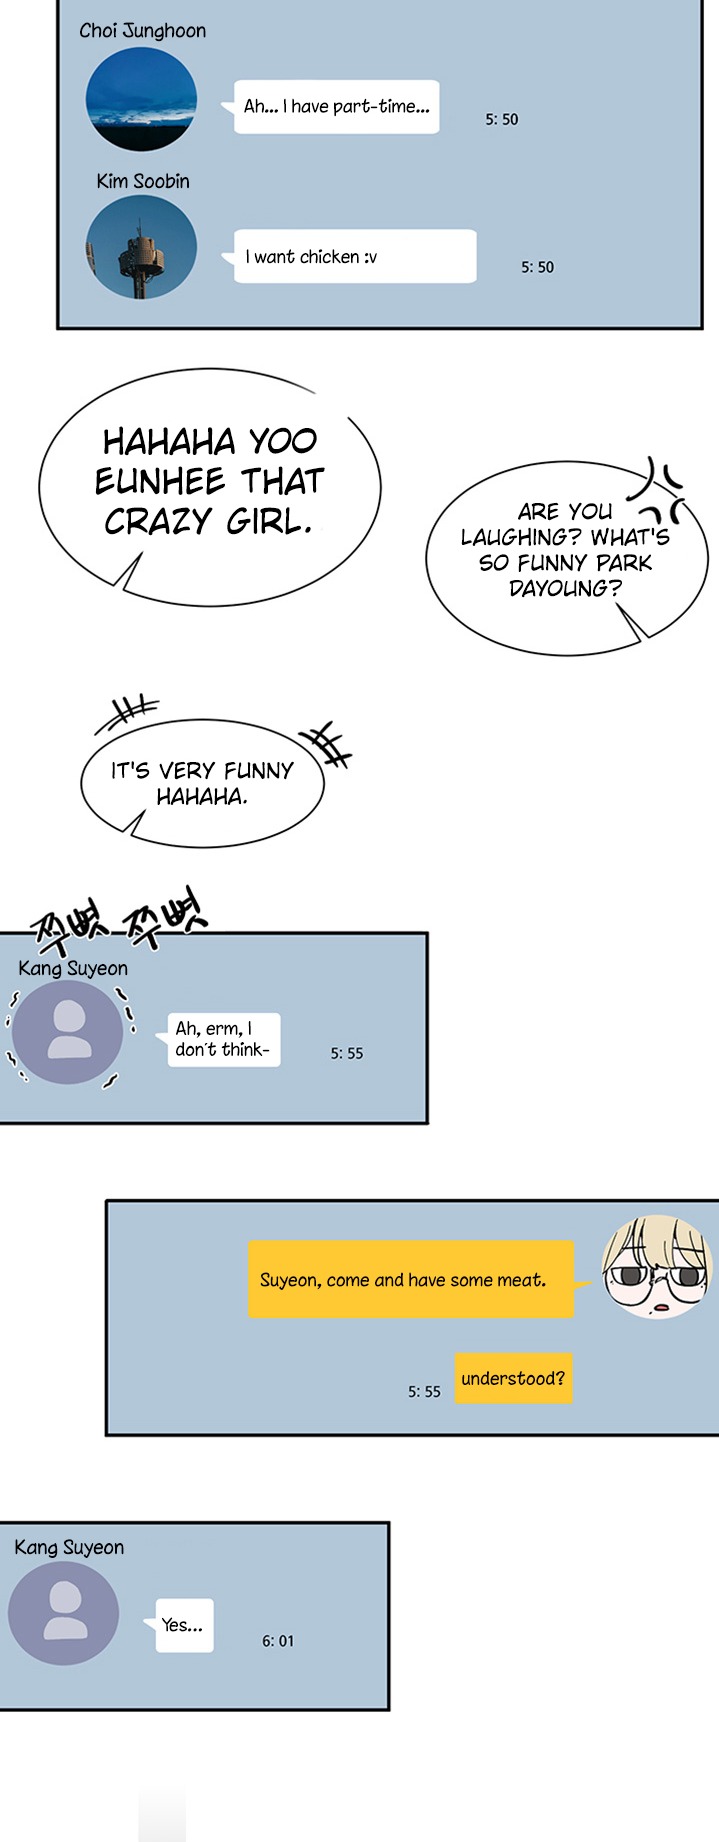 Choi Junghoon
Ah... I have part-time...
5: 50
Kim Soobin
I want chicken :v
5: 50
HAHAHA YOO
EUNHEE THAT
CRAZY GIRL.
ARE YOU
LAUGHING? WHAT'S
SO FUNNY PARK
DAYOUNG?
IT'S VERY FUNNY
HAHAHA.
쭈뼛 쭈뼛
Kang Suyeon
Ah, erm, I
don't think-
5: 55
Suyeon, come and have some meat.
understood?
5: 55
Kang Suyeon
Yes...
6: 01